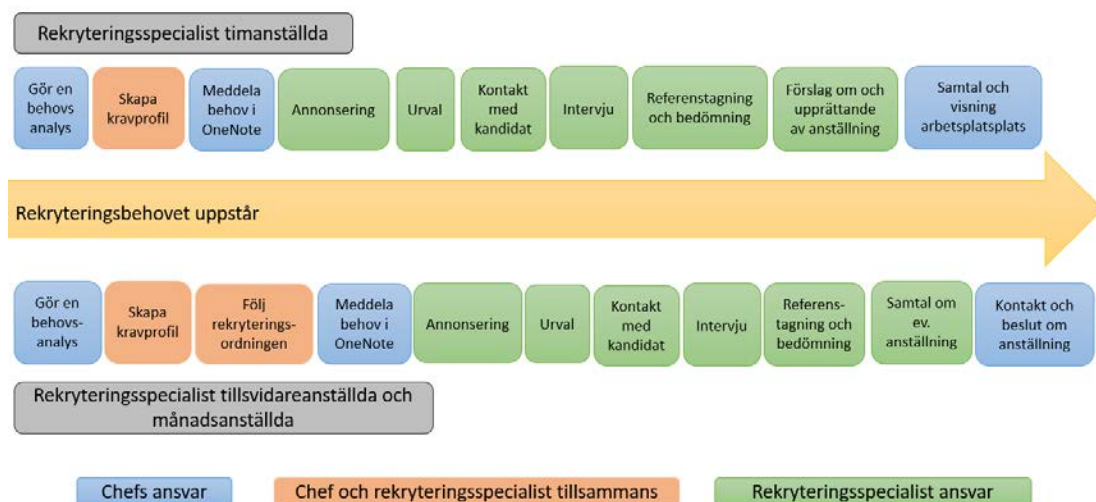 Rekryteringsspecialist timanställda
Gör en
behovs
analys
Skapa
kravprofil
Meddela
behov i
OneNote
Annonsering
Urval
Kontakt
med
kandidat
Intervju
Referenstagning
och bedömning
Förslag om och
upprättande
av anställning
Samtal och
visning
arbetsplatsplats
Rekryteringsbehovet uppstår
Gör en
behovs-
analys
Skapa
kravprofil
Följ
rekryterings-
ordningen
Meddela
behov i
OneNote
Annonsering
Urval
Kontakt
med
kandidat
Intervju
Referens-
tagning och
bedömning
Samtal om
ev.
anställning
Kontakt och
beslut om
anställning
Rekryteringsspecialist tillsvidareanställda och
månadsanställda
Chefs ansvar
Chef och rekryteringsspecialist tillsammans
Rekryteringsspecialist ansvar